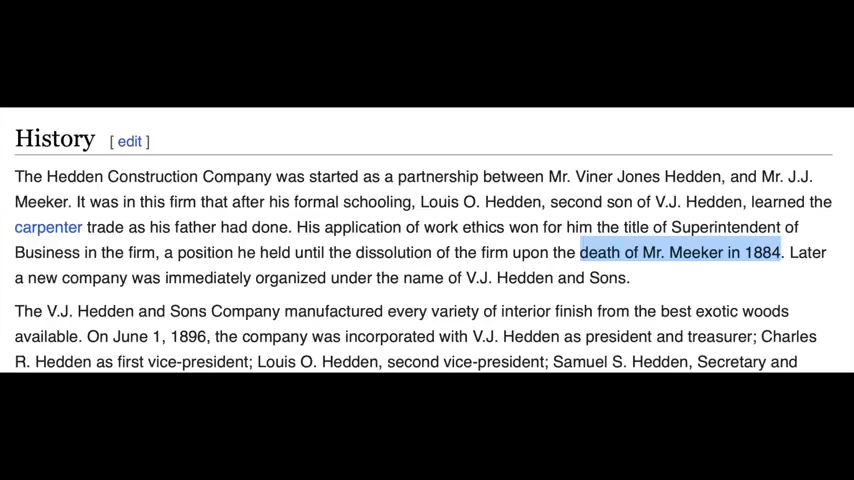 History [ edit ]
The Hedden Construction Company was started as a partnership between Mr. Viner Jones Hedden, and Mr. J.J.
Meeker. It was in this firm that after his formal schooling, Louis O. Hedden, second son of V.J. Hedden, learned the
carpenter trade as his father had done. His application of work ethics won for him the title of Superintendent of
Business in the firm, a position he held until the dissolution of the firm upon the death of Mr. Meeker in 1884. Later
a new company was immediately organized under the name of V.J. Hedden and Sons.
The V.J. Hedden and Sons Company manufactured every variety of interior finish from the best exotic woods
available. On June 1, 1896, the company was incorporated with V.J. Hedden as president and treasurer; Charles
R. Hedden as first vice-president; Louis O. Hedden, second vice-president; Samuel S. Hedden, Secretary and